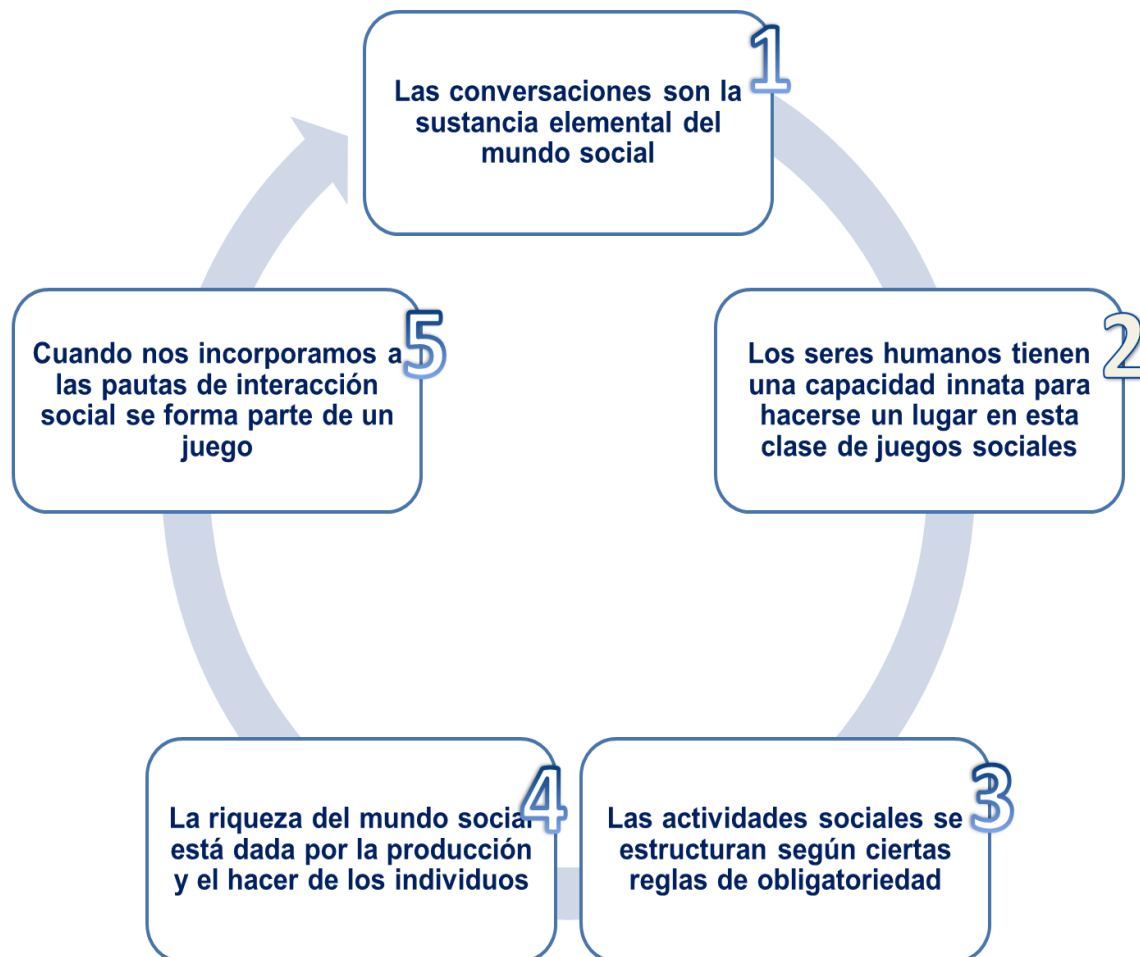 1
Las conversaciones son la
sustancia elemental del
mundo social
2
Los seres humanos tienen
una capacidad innata para
hacerse un lugar en esta
clase de juegos sociales
3
Las actividades sociales se
estructuran según ciertas
reglas de obligatoriedad
4
La riqueza del mundo social
está dada por la producción
y el hacer de los individuos
5
Cuando nos incorporamos a
las pautas de interacción
social se forma parte de un
juego